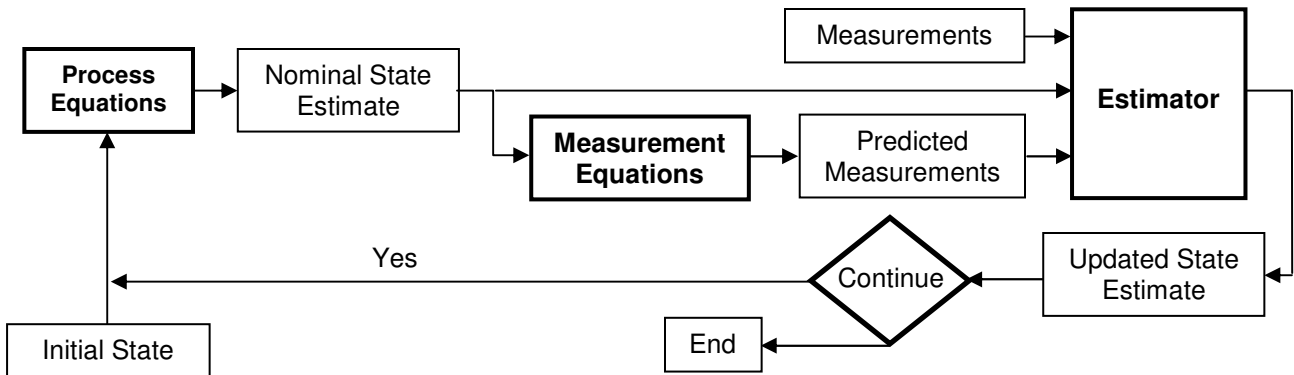 Process
Equations
Nominal State
Estimate
Measurements
Estimator
Measurement
Equations
Predicted
Measurements
Yes
Continue
Updated State
Estimate
Initial State
End